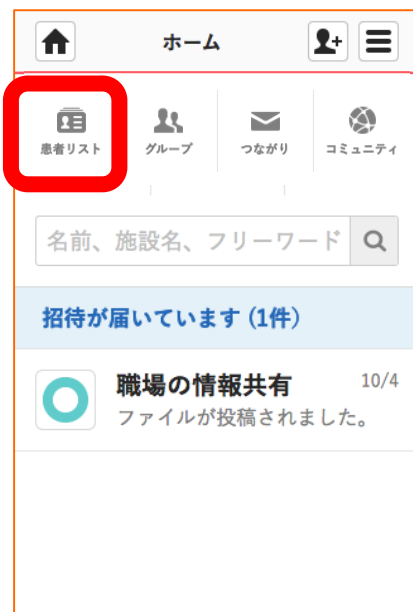 ホーム
患者リスト グループ つながり コミュニティ
名前、施設名、フリーワード
招待が届いています (1件)
職場の情報共有 10/4
ファイルが投稿されました。